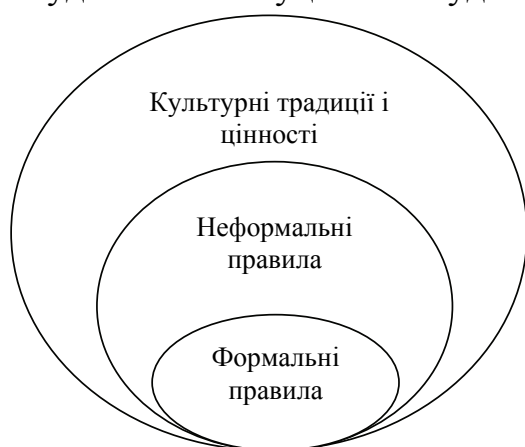 Культурні традиції і
цінності
Неформальні
правила
Формальні
правила